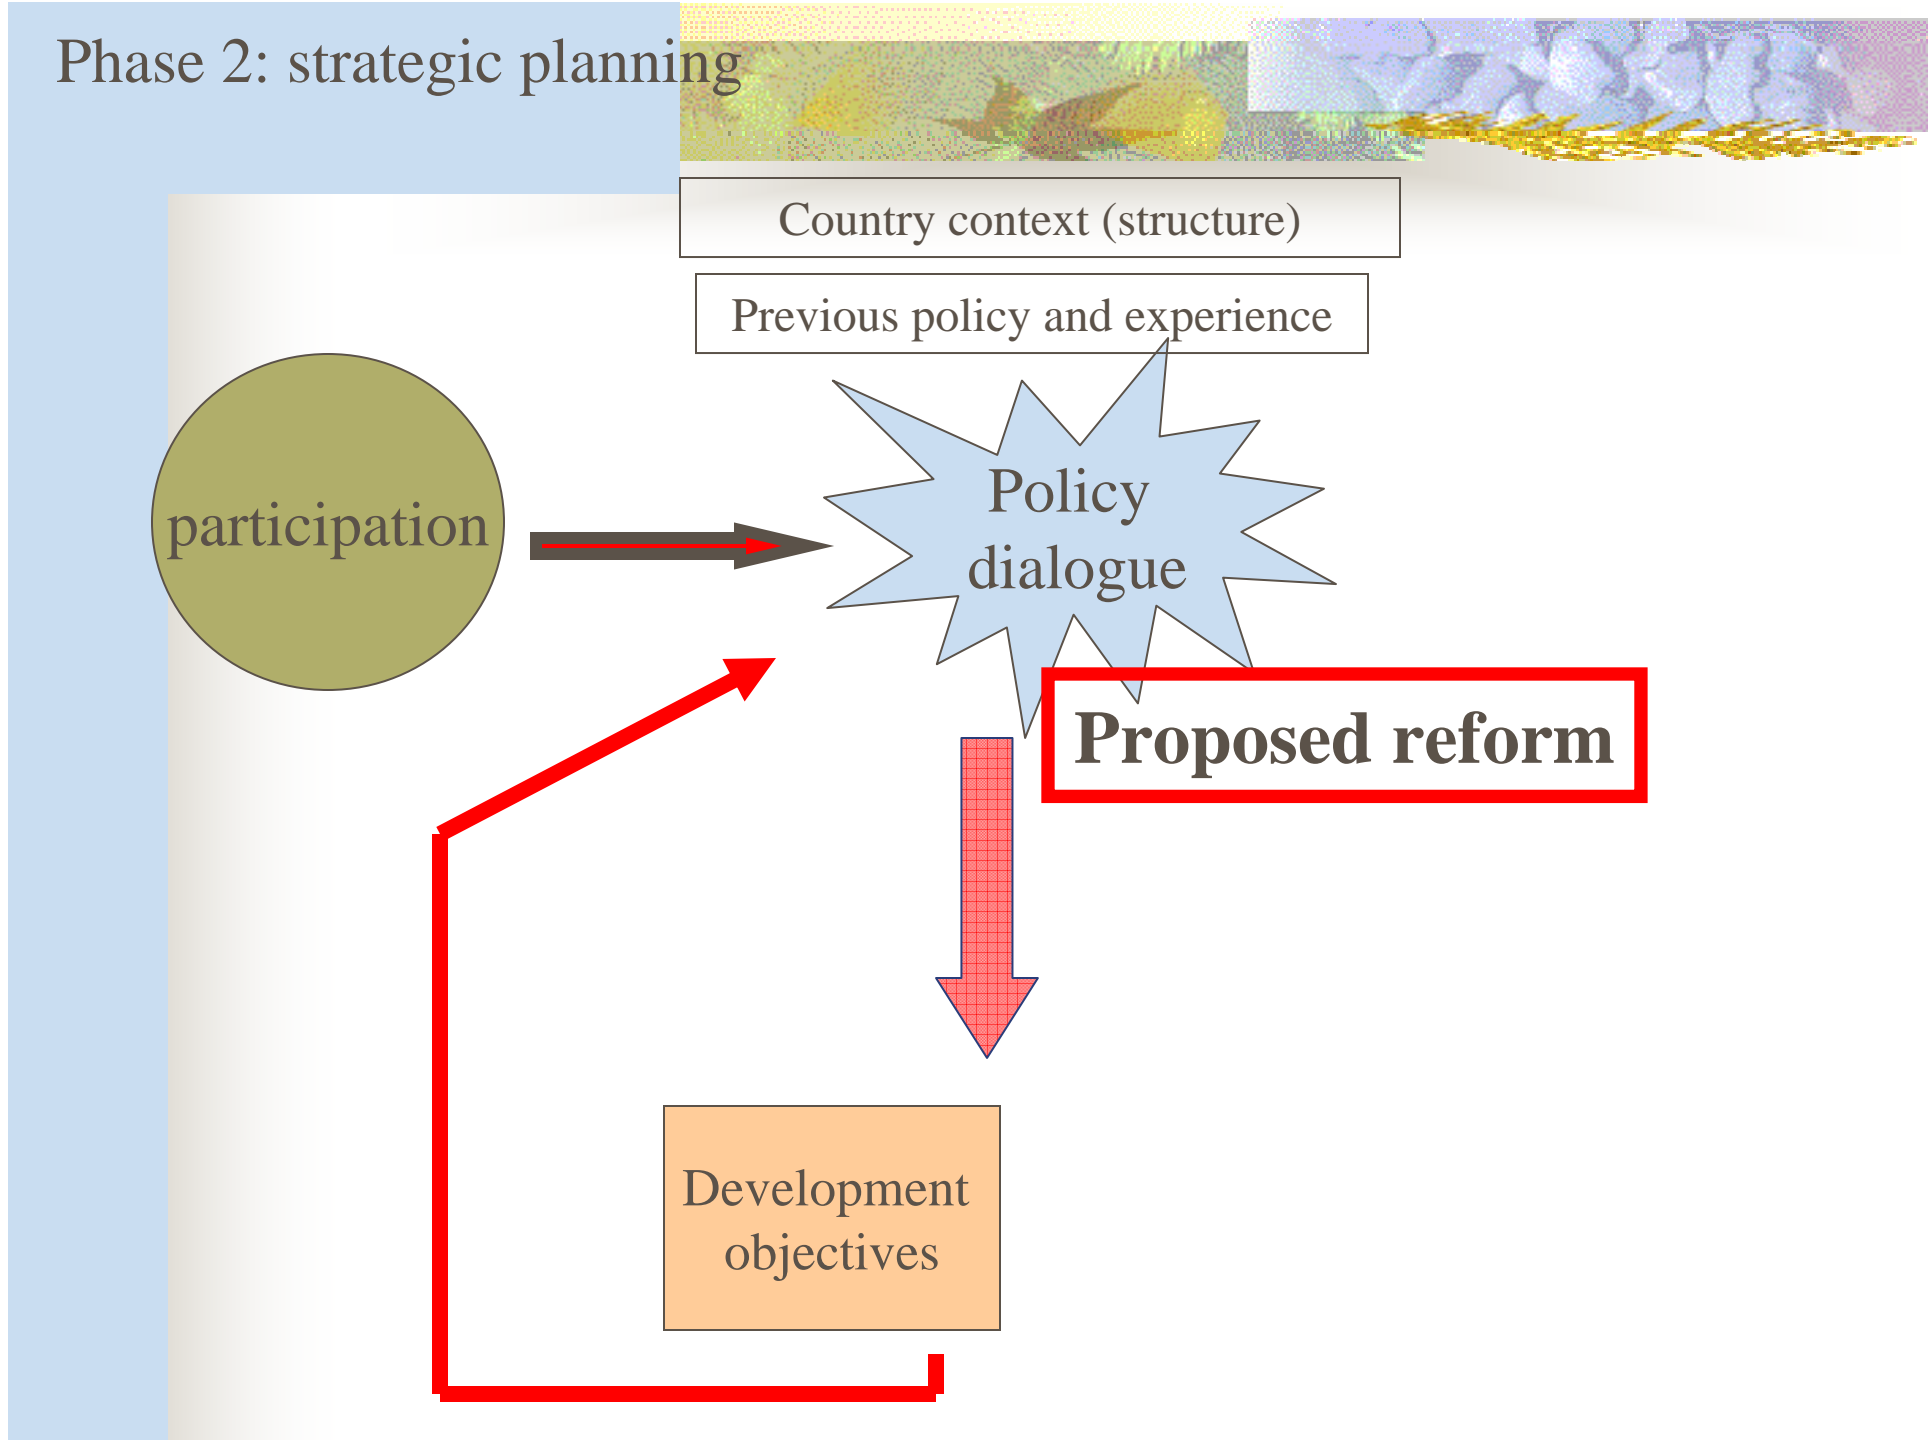 Phase 2: strategic planning
Country context (structure)
Previous policy and experience
participation
Policy
dialogue
Proposed reform
Development
objectives